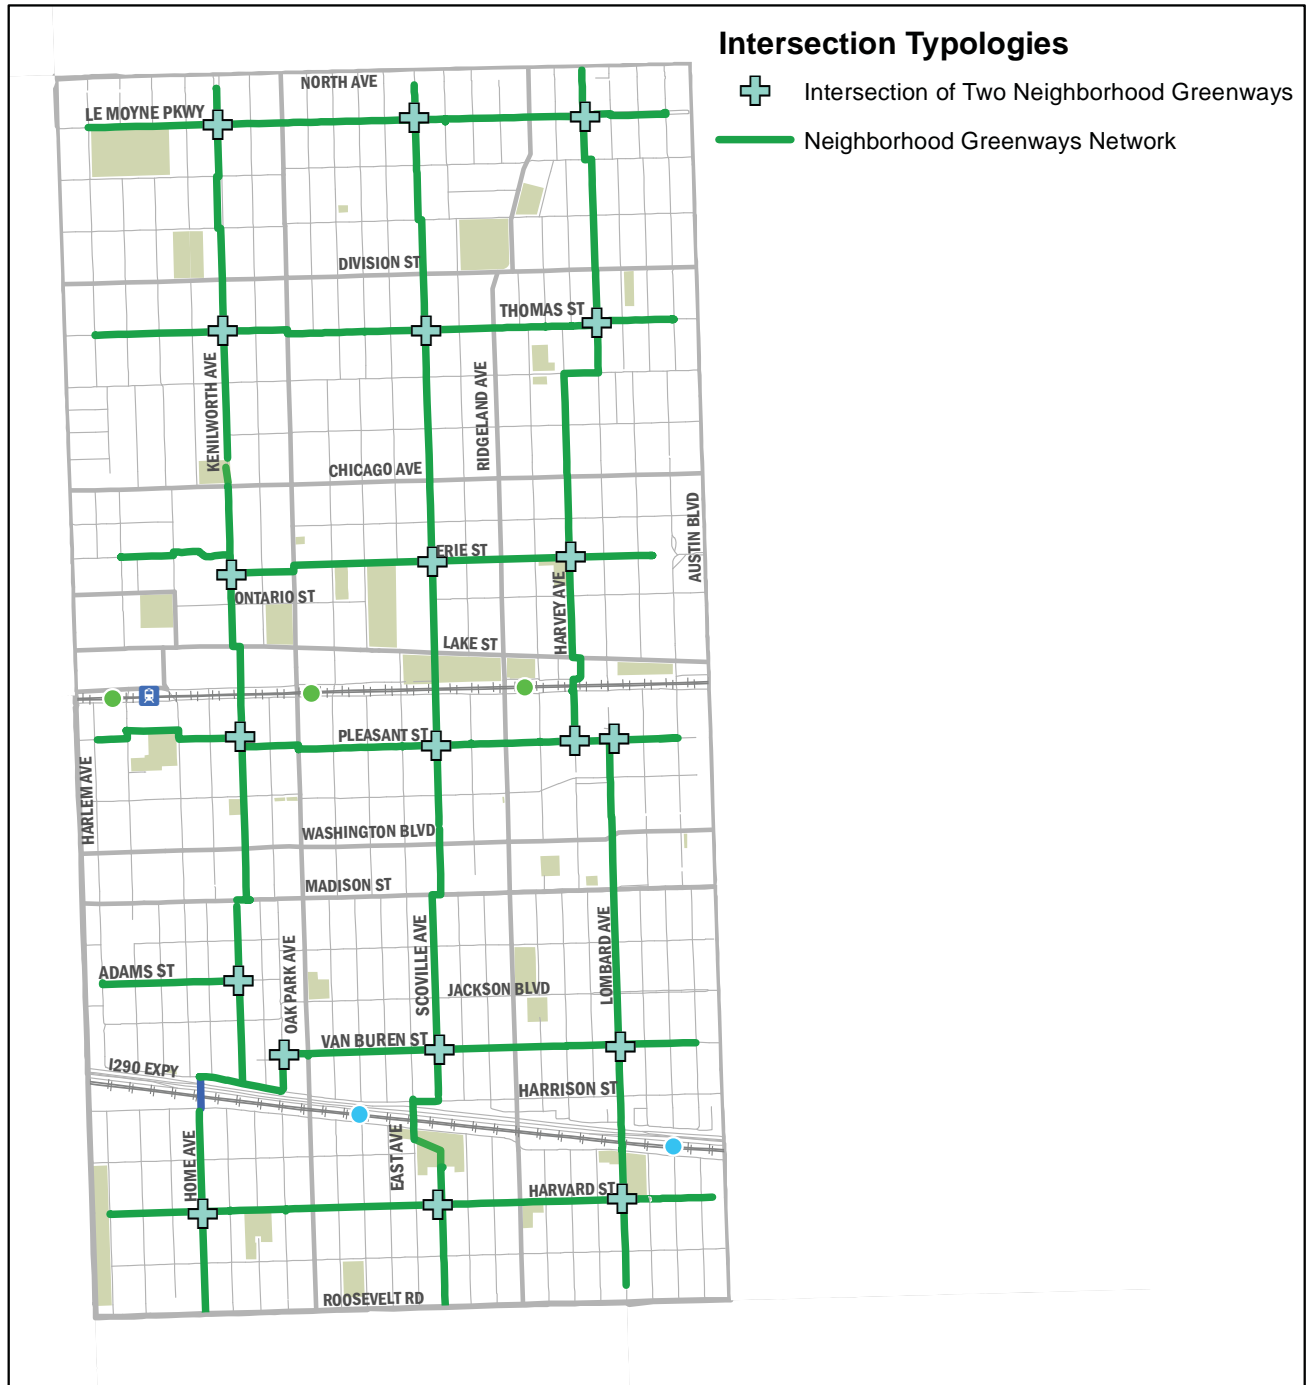 Intersection Typologies
Intersection of Two Neighborhood Greenways
Neighborhood Greenways Network
NORTH AVE
LE MOYNE PKWY
DIVISION ST
THOMAS ST
KENILWORTH AVE
RIDGELAND AVE
CHICAGO AVE
AUSTIN BLVD
ERIE ST
ONTARIO ST
HARVEY AVE
LAKE ST
PLEASANT ST
HARLEM AVE
WASHINGTON BLVD
MADISON ST
SCOVILLE AVE
LOMBARD AVE
OAK PARK AVE
ADAMS ST
JACKSON BLVD
VAN BUREN ST
I290 EXPY
HARRISON ST
HOME AVE
EAST AVE
HARVARD ST
ROOSEVELT RD